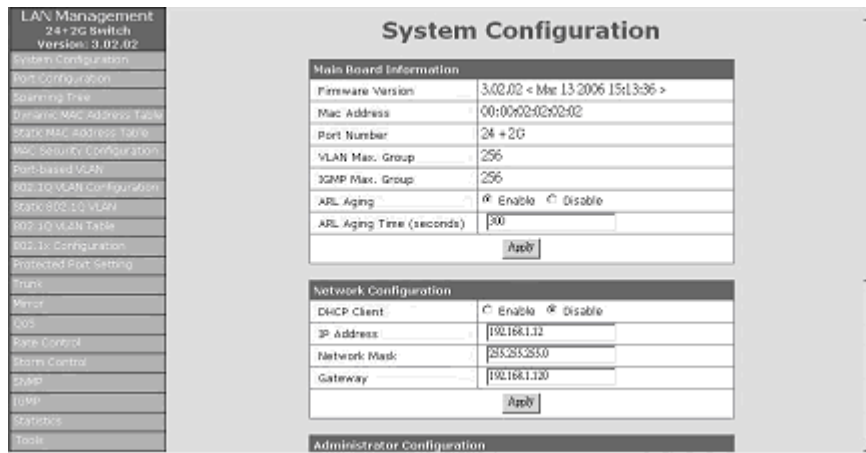 LAN Management
24+2G Switch
Version: 3.02.02
System Configuration
Port Configuration
Spanning Tree
Dynamic MAC Address Table
Static MAC Address Table
MAC Security Configuration
Port-based VLAN
802.1Q VLAN Configuration
Static 802.1Q VLAN
802.1Q VLAN Table
802.1x Configuration
Protected Port Setting
Trunk
Mirror
QoS
Rate Control
Storm Control
SNMP
IGMP
Statistics
Tools
System Configuration
Main Board Information
Firmware Version 3.02.02 < Mar 13 2006 15:13:36 >
Mac Address 00:00:02:02:02:02
Port Number 24 +2G
VLAN Max. Group 256
IGMP Max. Group 256
ARL Aging Enable Disable
ARL Aging Time (seconds) 300
Apply
Network Configuration
DHCP Client Enable Disable
IP Address 192.168.1.12
Network Mask 255.255.255.0
Gateway 192.168.1.120
Apply
Administrator Configuration